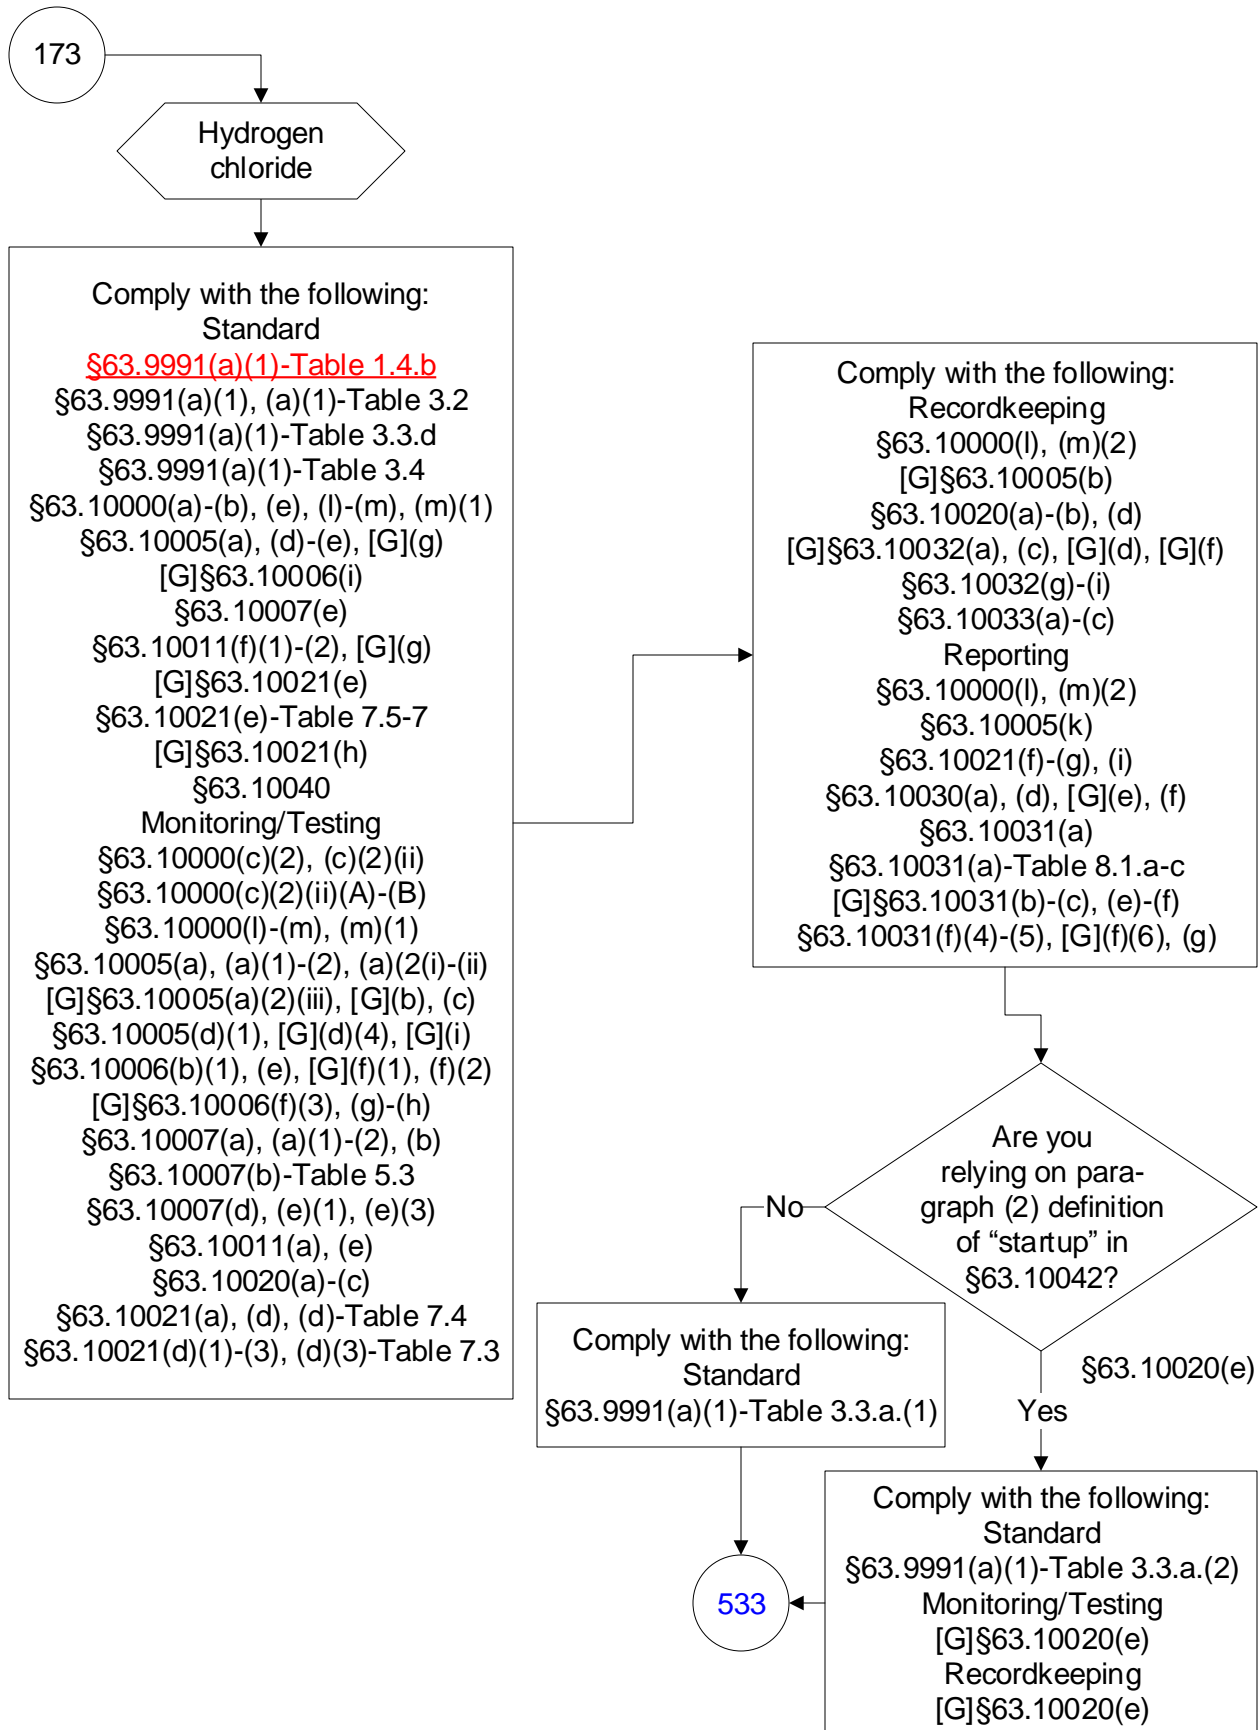 173
Hydrogen
chloride
Comply with the following:
Standard
§63.9991(a)(1)-Table 1.4.b
§63.9991(a)(1), (a)(1)-Table 3.2
§63.9991(a)(1)-Table 3.3.d
§63.9991(a)(1)-Table 3.4
§63.10000(a)-(b), (e), (l)-(m), (m)(1)
§63.10005(a), (d)-(e), [G](g)
[G]§63.10006(i)
§63.10007(e)
§63.10011(f)(1)-(2), [G](g)
[G]§63.10021(e)
§63.10021(e)-Table 7.5-7
[G]§63.10021(h)
§63.10040
Monitoring/Testing
§63.10000(c)(2), (c)(2)(ii)
§63.10000(c)(2)(ii)(A)-(B)
§63.10000(l)-(m), (m)(1)
§63.10005(a), (a)(1)-(2), (a)(2(i)-(ii)
[G]§63.10005(a)(2)(iii), [G](b), (c)
§63.10005(d)(1), [G](d)(4), [G](i)
§63.10006(b)(1), (e), [G](f)(1), (f)(2)
[G]§63.10006(f)(3), (g)-(h)
§63.10007(a), (a)(1)-(2), (b)
§63.10007(b)-Table 5.3
§63.10007(d), (e)(1), (e)(3)
§63.10011(a), (e)
§63.10020(a)-(c)
§63.10021(a), (d), (d)-Table 7.4
§63.10021(d)(1)-(3), (d)(3)-Table 7.3
Comply with the following:
Recordkeeping
§63.10000(l), (m)(2)
[G]§63.10005(b)
§63.10020(a)-(b), (d)
[G]§63.10032(a), (c), [G](d), [G](f)
§63.10032(g)-(i)
§63.10033(a)-(c)
Reporting
§63.10000(l), (m)(2)
§63.10005(k)
§63.10021(f)-(g), (i)
§63.10030(a), (d), [G](e), (f)
§63.10031(a)
§63.10031(a)-Table 8.1.a-c
[G]§63.10031(b)-(c), (e)-(f)
§63.10031(f)(4)-(5), [G](f)(6), (g)
Are you
relying on para-
graph (2) definition
of “startup” in
§63.10042?
No
Comply with the following:
Standard
§63.9991(a)(1)-Table 3.3.a.(1)
§63.10020(e)
Yes
Comply with the following:
Standard
§63.9991(a)(1)-Table 3.3.a.(2)
Monitoring/Testing
[G]§63.10020(e)
Recordkeeping
[G]§63.10020(e)
533